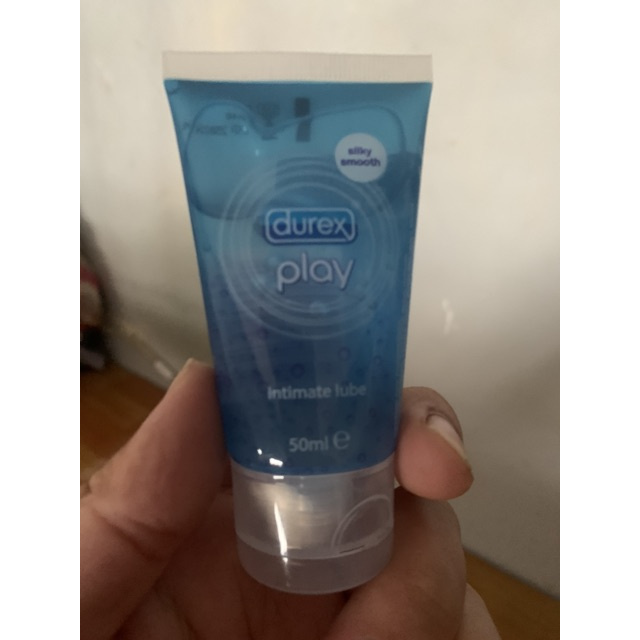 silky
smooth
durex
play
intimate lube
50ml ℮